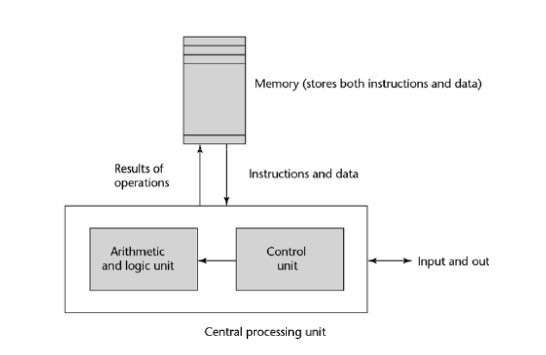 Memory (stores both instructions and data)
Results of
operations
Instructions and data
Arithmetic
and logic unit
Control
unit
Input and out
Central processing unit